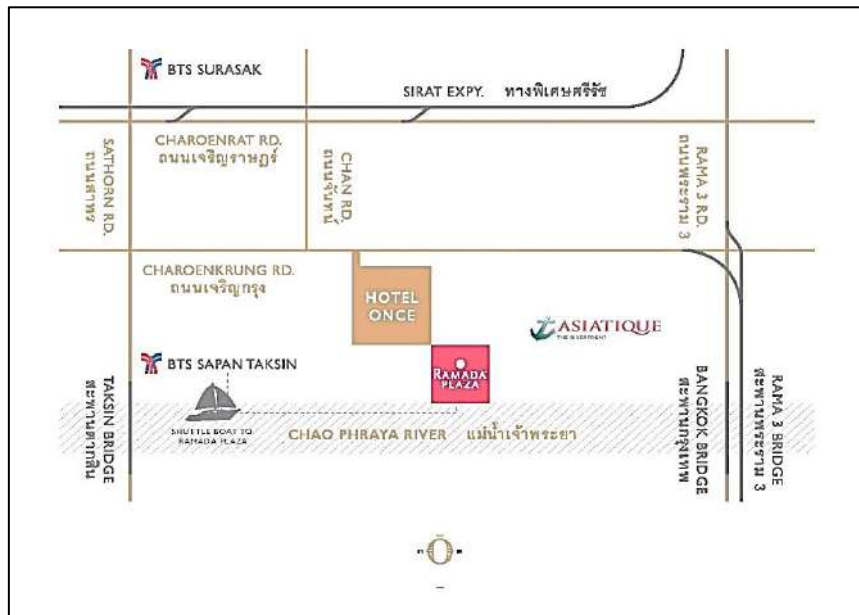 BTS SURASAK
SIRAT EXPY. ทางพิเศษศรีรัช
CHAROENRAT RD.
ถนนเจริญราษฎร์
SATHORN RD.
ถนนสาทร
CHAN RD.
ถนนจันทน์
RAMA 3 RD.
ถนนพระราม 3
CHAROENKRUNG RD.
ถนนเจริญกรุง
HOTEL
ONCE
ASIATIQUE
THE RIVERFRONT
BTS SAPAN TAKSIN
RAMADA
PLAZA
TAKSIN BRIDGE
สะพานตากสิน
SHUTTLE BOAT TO
RAMADA PLAZA
CHAO PHRAYA RIVER แม่น้ำเจ้าพระยา
BANGKOK BRIDGE
สะพานกรุงเทพ
RAMA 3 BRIDGE
สะพานพระราม 3